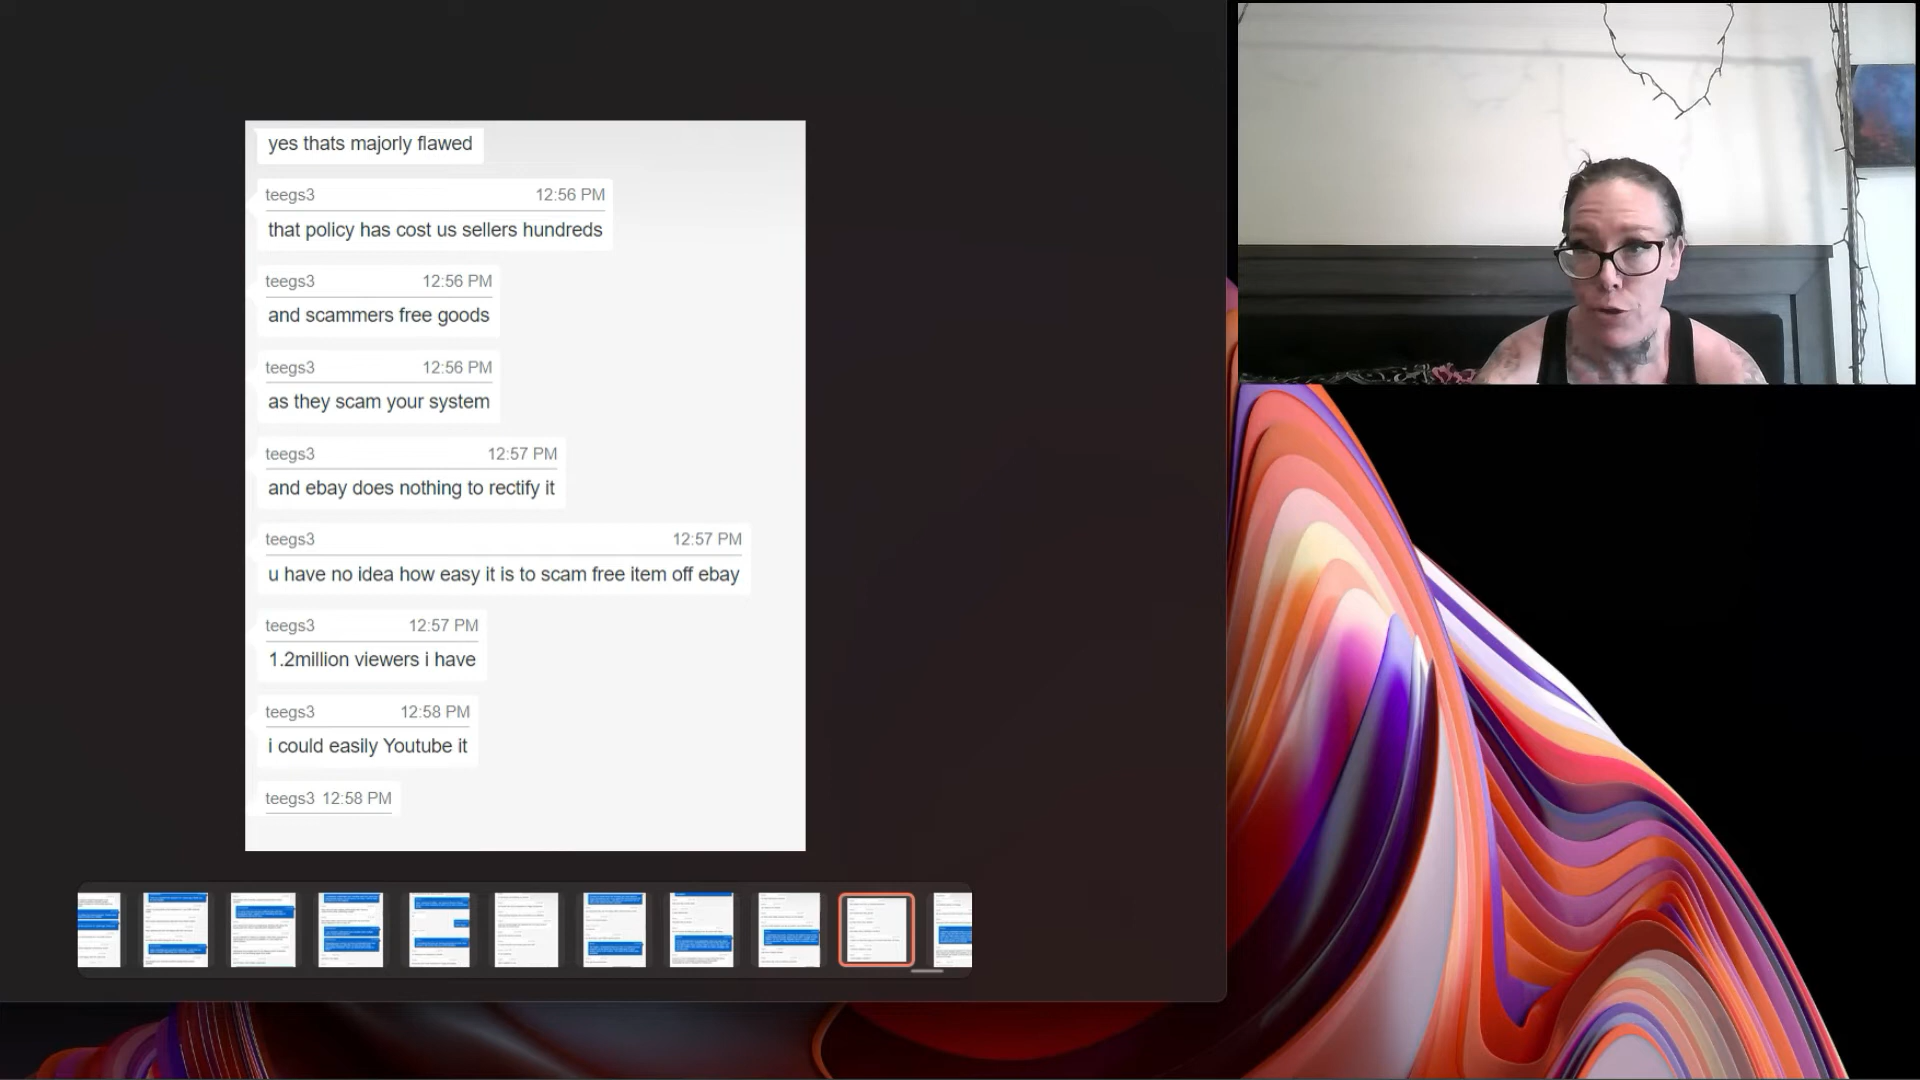 yes thats majorly flawed
teegs3 12:56 PM
that policy has cost us sellers hundreds
teegs3 12:56 PM
and scammers free goods
teegs3 12:56 PM
as they scam your system
teegs3 12:57 PM
and ebay does nothing to rectify it
teegs3 12:57 PM
u have no idea how easy it is to scam free item off ebay
teegs3 12:57 PM
1.2million viewers i have
teegs3 12:58 PM
i could easily Youtube it
teegs3 12:58 PM